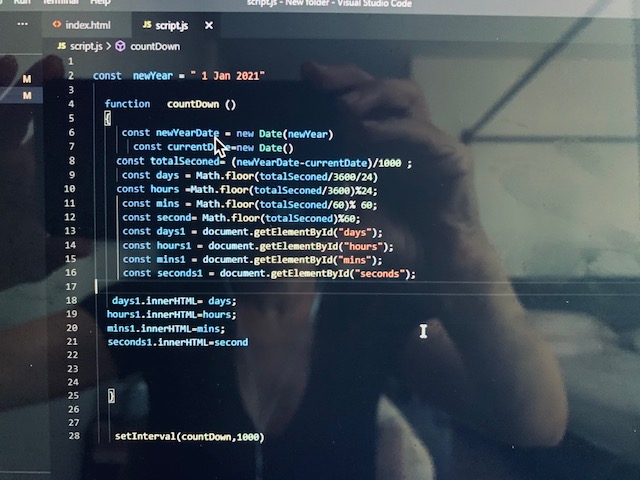 Run Terminal Help script.js - New folder - Visual Studio Code
... index.html script.js ×
JS script.js > countDown
1
M 2 const newYear = " 1 Jan 2021"
M 3
4 function countDown ()
5 {
6 const newYearDate = new Date(newYear)
7 const currentDate=new Date()
8 const totalSeconed= (newYearDate-currentDate)/1000 ;
9 const days = Math.floor(totalSeconed/3600/24)
10 const hours =Math.floor(totalSeconed/3600)%24;
11 const mins = Math.floor(totalSeconed/60)% 60;
12 const second= Math.floor(totalSeconed)%60;
13 const days1 = document.getElementById("days");
14 const hours1 = document.getElementById("hours");
15 const mins1 = document.getElementById("mins");
16 const seconds1 = document.getElementById("seconds");
17
18 days1.innerHTML= days;
19 hours1.innerHTML=hours;
20 mins1.innerHTML=mins;
21 seconds1.innerHTML=second
22
23
24
25 }
26
27
28 setInterval(countDown,1000)